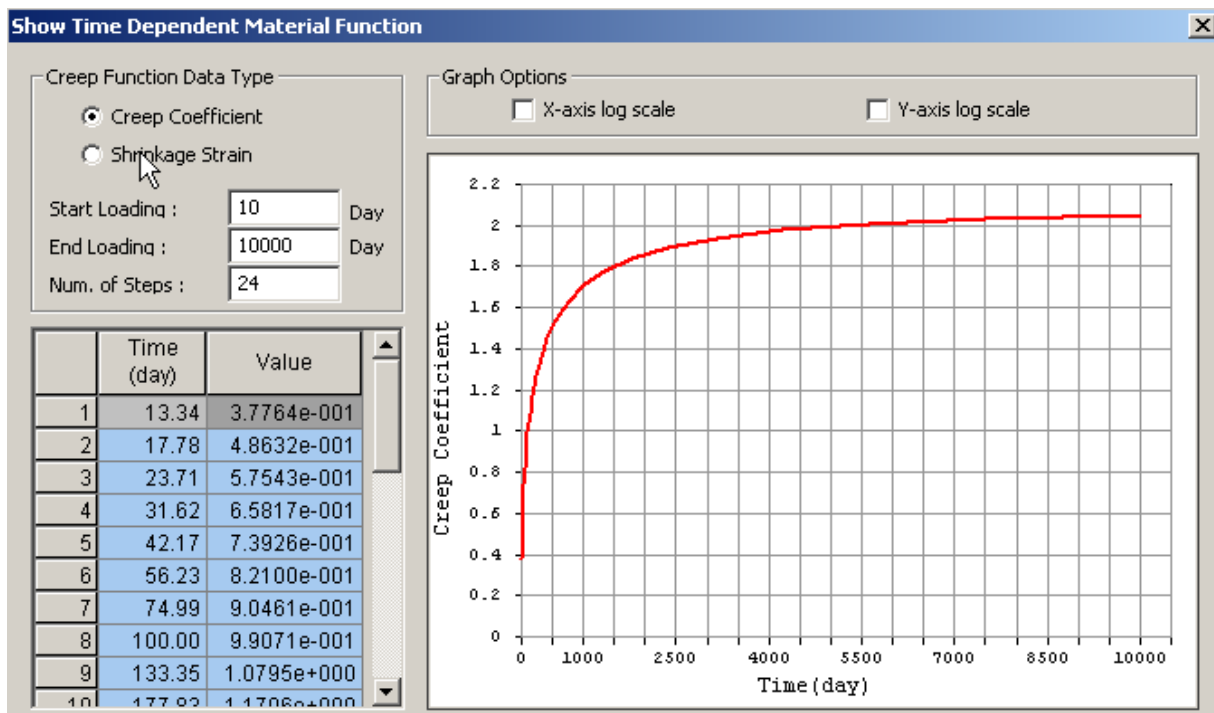 Show Time Dependent Material Function
Creep Function Data Type
Creep Coefficient
Shrinkage Strain
Start Loading : 10 Day
End Loading : 10000 Day
Num. of Steps : 24
Time (day) Value
1 13.34 3.7764e-001
2 17.78 4.8632e-001
3 23.71 5.7543e-001
4 31.62 6.5817e-001
5 42.17 7.3926e-001
6 56.23 8.2100e-001
7 74.99 9.0461e-001
8 100.00 9.9071e-001
9 133.35 1.0795e+000
10 177.83 1.1706e+000
Graph Options
X-axis log scale
Y-axis log scale
2.2
2
1.8
1.6
1.4
1.2
1
0.8
0.6
0.4
0.2
0
Creep Coefficient
0 1000 2500 4000 5500 7000 8500 10000
Time(day)